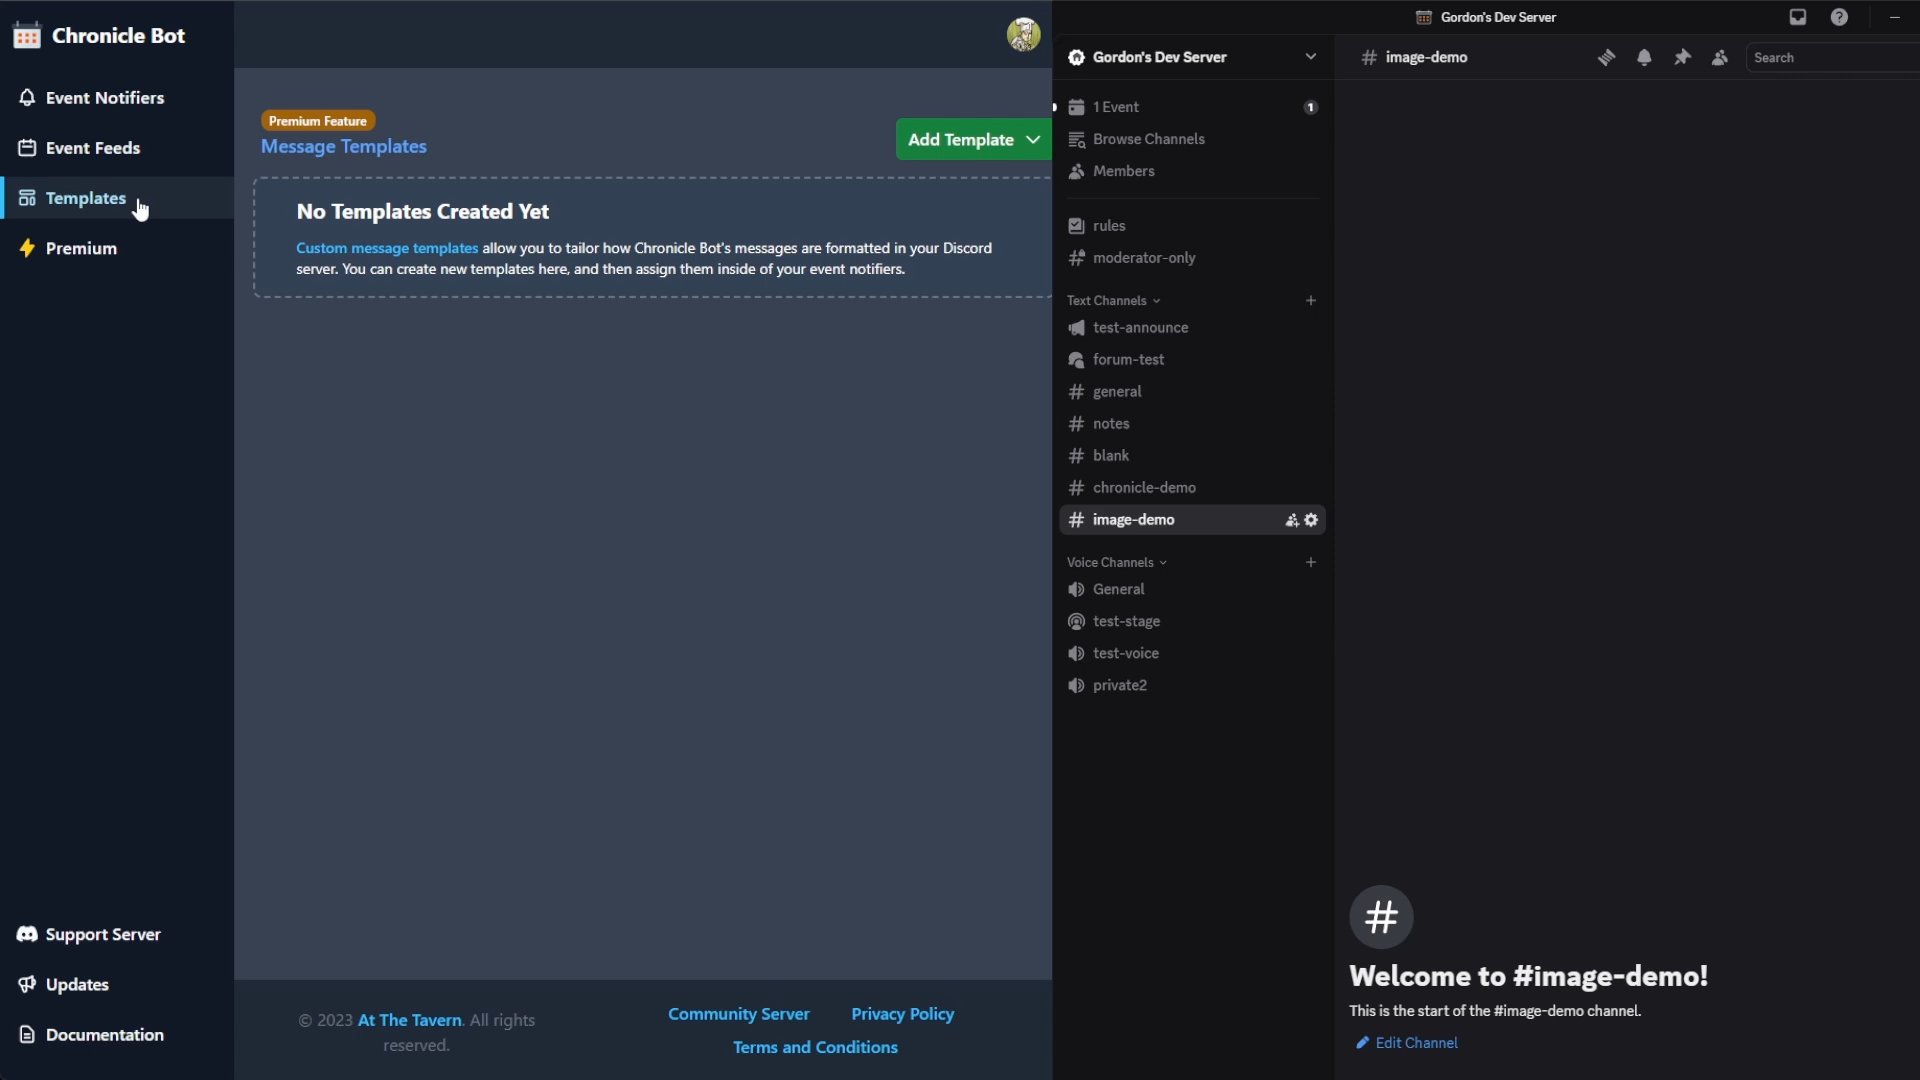 Chronicle Bot
Event Notifiers
Event Feeds
Templates
Premium
Support Server
Updates
Documentation
Premium Feature
Message Templates
Add Template
No Templates Created Yet
Custom message templates allow you to tailor how Chronicle Bot's messages are formatted in your Discord
server. You can create new templates here, and then assign them inside of your event notifiers.
© 2023 At The Tavern. All rights
reserved.
Community Server
Privacy Policy
Terms and Conditions
Gordon's Dev Server
Gordon's Dev Server
1 Event
1
Browse Channels
Members
rules
moderator-only
Text Channels
test-announce
forum-test
general
notes
blank
chronicle-demo
image-demo
Voice Channels
General
test-stage
test-voice
private2
image-demo
Search
#
Welcome to #image-demo!
This is the start of the #image-demo channel.
Edit Channel